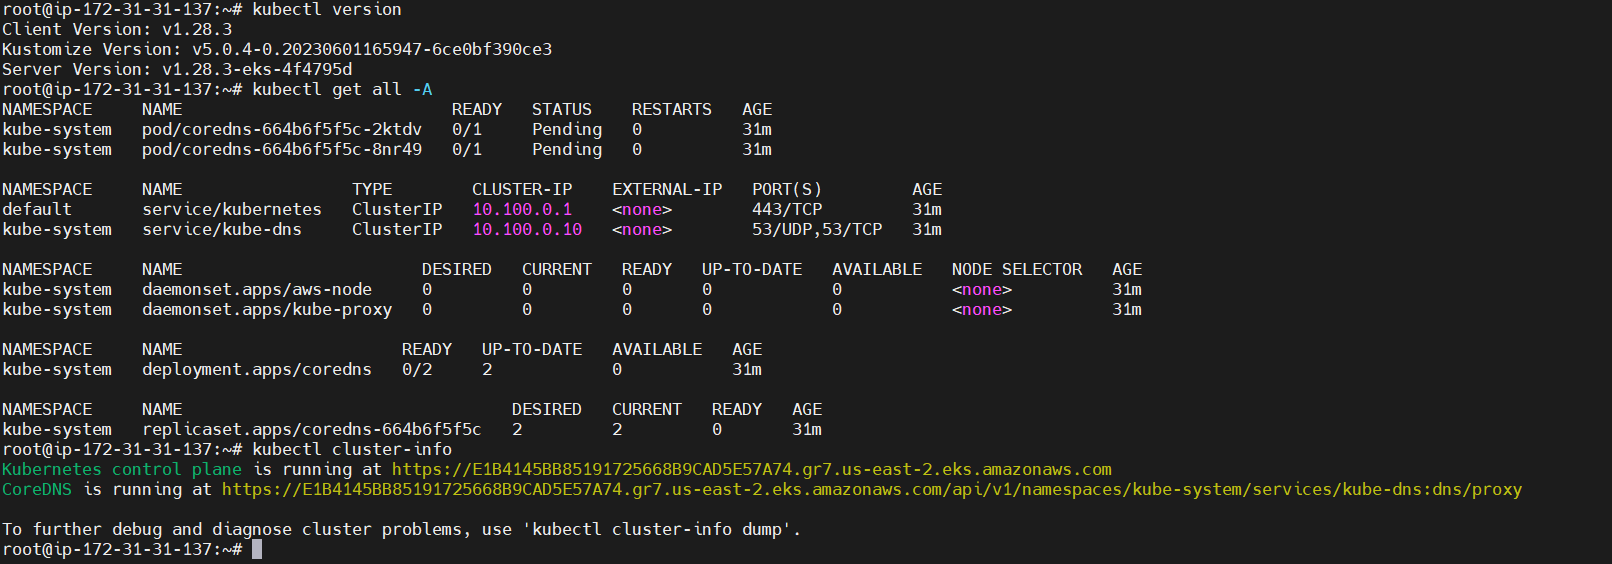 root@ip-172-31-31-137:~# kubectl version
Client Version: v1.28.3
Kustomize Version: v5.0.4-0.20230601165947-6ce0bf390ce3
Server Version: v1.28.3-eks-4f4795d
root@ip-172-31-31-137:~# kubectl get all -A
NAMESPACE     NAME                           READY   STATUS    RESTARTS   AGE
kube-system   pod/coredns-664b6f5f5c-2ktdv   0/1     Pending   0          31m
kube-system   pod/coredns-664b6f5f5c-8nr49   0/1     Pending   0          31m
NAMESPACE     NAME                 TYPE        CLUSTER-IP    EXTERNAL-IP   PORT(S)         AGE
default       service/kubernetes   ClusterIP   10.100.0.1    <none>        443/TCP         31m
kube-system   service/kube-dns     ClusterIP   10.100.0.10   <none>        53/UDP,53/TCP   31m
NAMESPACE     NAME                        DESIRED   CURRENT   READY   UP-TO-DATE   AVAILABLE   NODE SELECTOR   AGE
kube-system   daemonset.apps/aws-node     0         0         0       0            0           <none>          31m
kube-system   daemonset.apps/kube-proxy   0         0         0       0            0           <none>          31m
NAMESPACE     NAME                      READY   UP-TO-DATE   AVAILABLE   AGE
kube-system   deployment.apps/coredns   0/2     2            0           31m
NAMESPACE     NAME                                 DESIRED   CURRENT   READY   AGE
kube-system   replicaset.apps/coredns-664b6f5f5c   2         2         0       31m
root@ip-172-31-31-137:~# kubectl cluster-info
Kubernetes control plane is running at https://E1B4145BB85191725668B9CAD5E57A74.gr7.us-east-2.eks.amazonaws.com
CoreDNS is running at https://E1B4145BB85191725668B9CAD5E57A74.gr7.us-east-2.eks.amazonaws.com/api/v1/namespaces/kube-system/services/kube-dns:dns/proxy
To further debug and diagnose cluster problems, use 'kubectl cluster-info dump'.
root@ip-172-31-31-137:~#